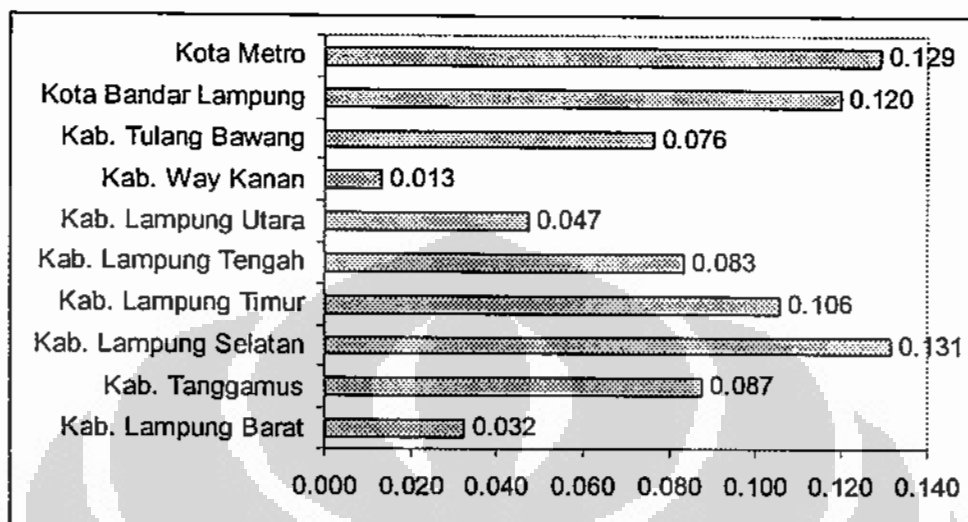 Kota Metro 0.129
Kota Bandar Lampung 0.120
Kab. Tulang Bawang 0.076
Kab. Way Kanan 0.013
Kab. Lampung Utara 0.047
Kab. Lampung Tengah 0.083
Kab. Lampung Timur 0.106
Kab. Lampung Selatan 0.131
Kab. Tanggamus 0.087
Kab. Lampung Barat 0.032
0.000 0.020 0.040 0.060 0.080 0.100 0.120 0.140